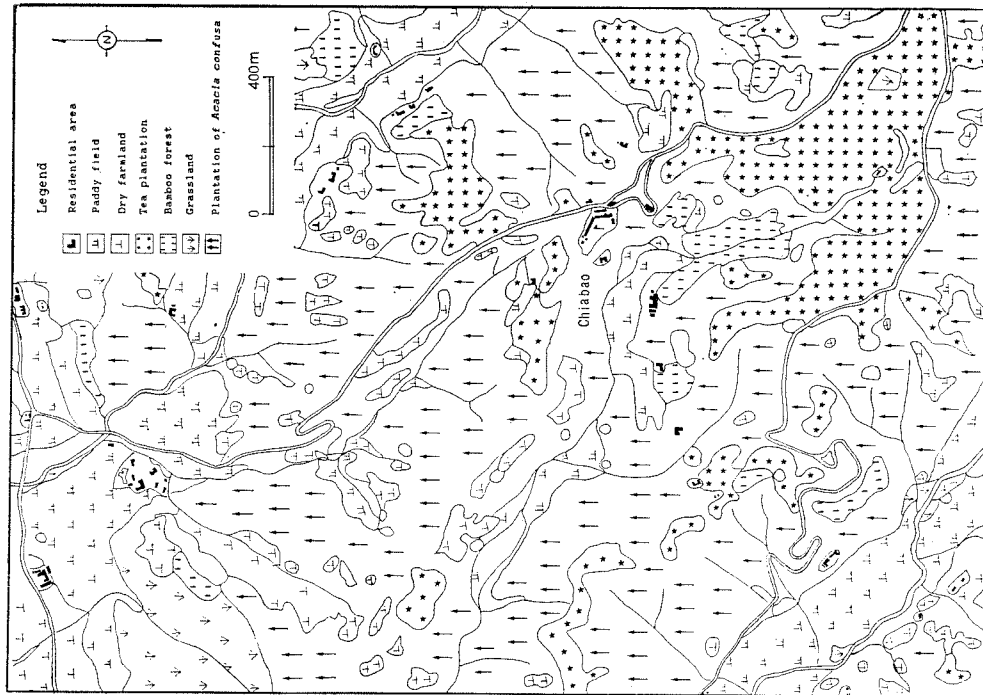 Legend
Residential area
Paddy field
Dry farmland
Tea plantation
Bamboo forest
Grassland
Plantation of Acacia confusa
N
0
400m
Chiabao